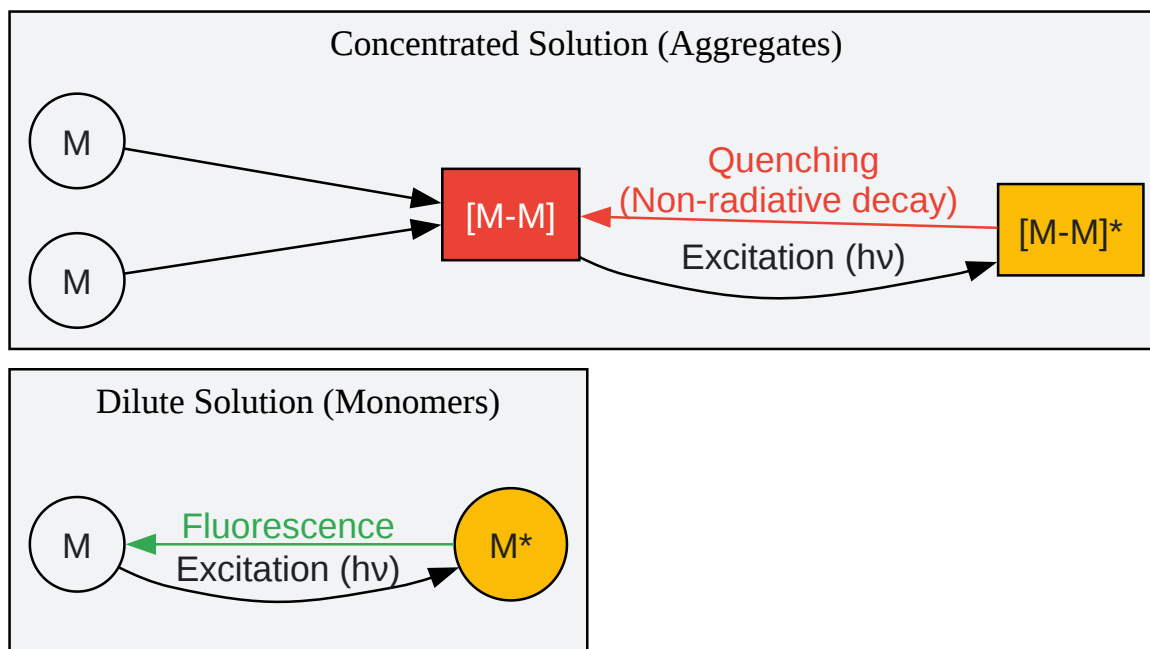 Concentrated Solution (Aggregates)
M
M
[M-M]
Quenching
(Non-radiative decay)
Excitation (hν)
[M-M]*
Dilute Solution (Monomers)
M
Fluorescence
Excitation (hν)
M*